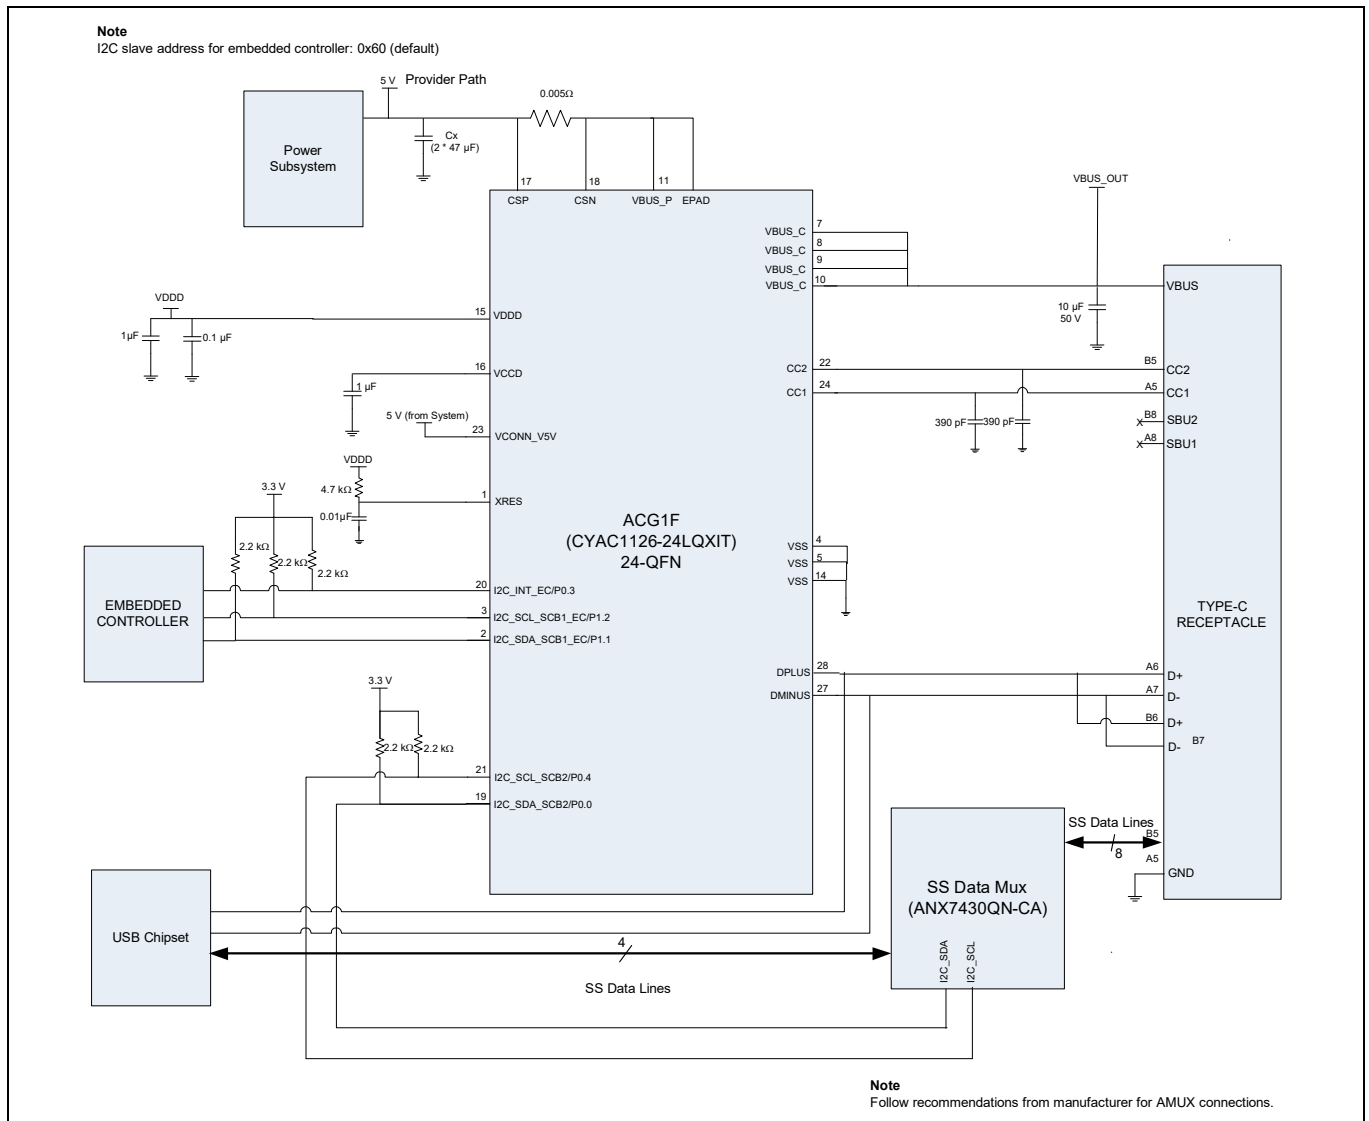 Note
I2C slave address for embedded controller: 0x60 (default)
5 V
Provider Path
0.005Ω
Power
Subsystem
Cx
(2 * 47 µF)
17
18
11
CSP
CSN
VBUS_P
EPAD
VBUS_OUT
VBUS_C
7
VBUS_C
8
VBUS_C
9
VBUS_C
10
VBUS
10 µF
50 V
VDDD
1µF
0.1 µF
15
VDDD
16
VCCD
1 µF
5 V (from System)
23
VCONN_V5V
VDDD
4.7 kΩ
1
XRES
0.01µF
CC2
22
B5
CC2
CC1
24
A5
CC1
390 pF
390 pF
B8
SBU2
X
A8
SBU1
X
3.3 V
2.2 kΩ
2.2 kΩ
2.2 kΩ
ACG1F
(CYAC1126-24LQXIT)
24-QFN
VSS
4
VSS
5
VSS
14
EMBEDDED
CONTROLLER
20
I2C_INT_EC/P0.3
3
I2C_SCL_SCB1_EC/P1.2
2
I2C_SDA_SCB1_EC/P1.1
TYPE-C
RECEPTACLE
DPLUS
28
A6
D+
DMINUS
27
A7
D-
B6
D+
D-
B7
3.3 V
2.2 kΩ
2.2 kΩ
21
I2C_SCL_SCB2/P0.4
19
I2C_SDA_SCB2/P0.0
SS Data Lines
8
B5
A5
GND
SS Data Mux
(ANX7430QN-CA)
I2C_SDA
I2C_SCL
USB Chipset
4
SS Data Lines
Note
Follow recommendations from manufacturer for AMUX connections.